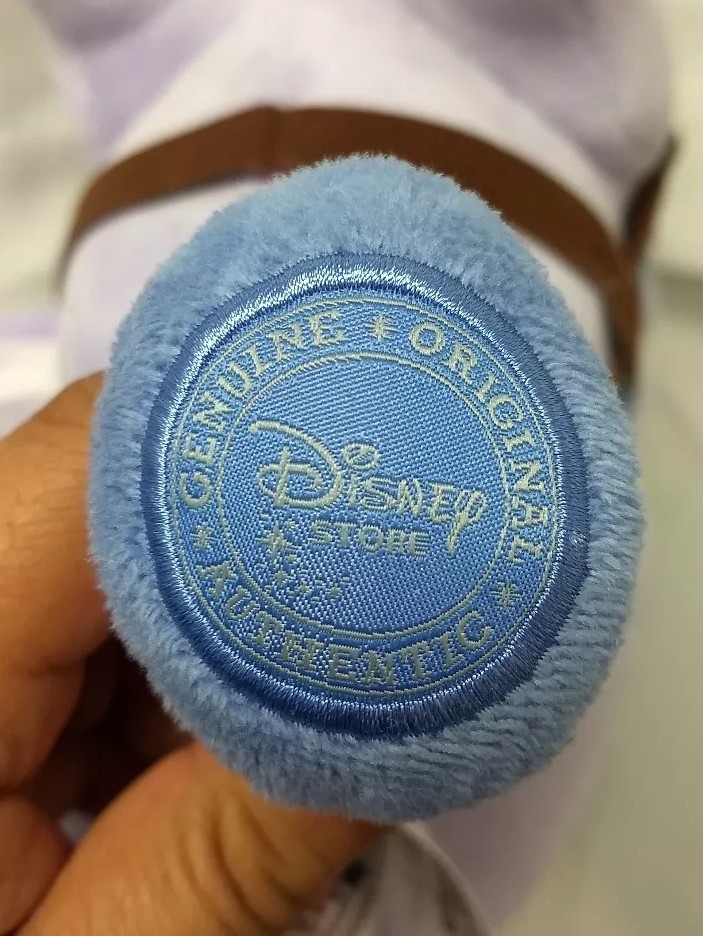 GENUINE * ORIGINAL * AUTHENTIC *
Disney
STORE